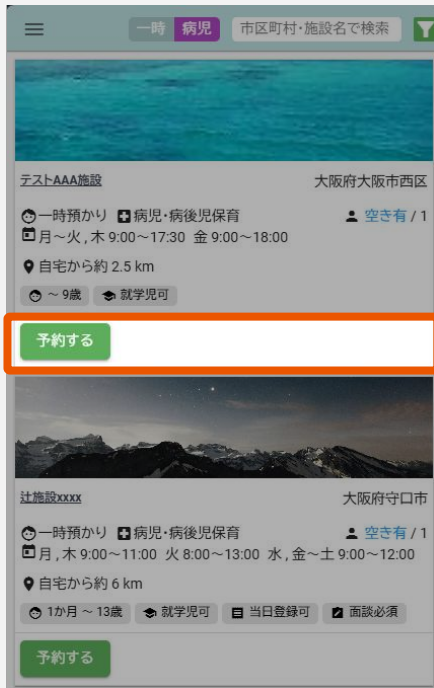 一時 病児 市区町村・施設名で検索
テストAAA施設 大阪府大阪市西区
一時預かり 病児・病後児保育 空き有 / 1
月～火 , 木 9:00～17:30 金 9:00～18:00
自宅から約 2.5 km
～ 9歳 就学児可
予約する
辻施設xxxx 大阪府守口市
一時預かり 病児・病後児保育 空き有 / 1
月 , 木 9:00～11:00 火 8:00～13:00 水 , 金～土 9:00～12:00
自宅から約 6 km
1か月 ～ 13歳 就学児可 当日登録可 面談必須
予約する